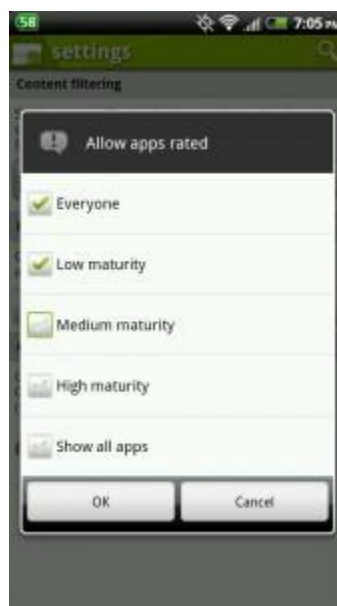 58
7:05 PM
settings
Content filtering
Allow apps rated
Everyone
Low maturity
Medium maturity
High maturity
Show all apps
OK
Cancel